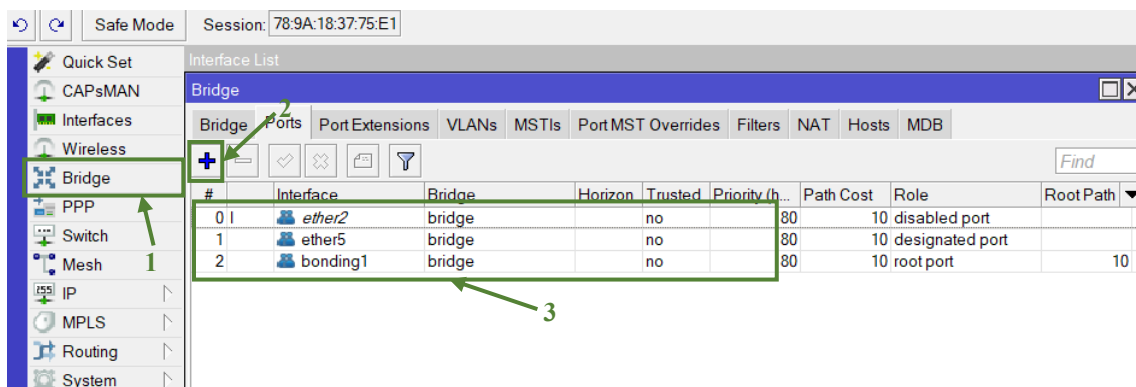 Safe Mode Session: 78:9A:18:37:75:E1
Quick Set
CAPsMAN
Interfaces
Wireless
Bridge
PPP
Switch
Mesh
IP
MPLS
Routing
System
1
Interface List
Bridge
2
Bridge Ports Port Extensions VLANs MSTIs Port MST Overrides Filters NAT Hosts MDB
Find
# Interface Bridge Horizon Trusted Priority (h... Path Cost Role Root Path
0 I ether2 bridge no 80 10 disabled port
1 ether5 bridge no 80 10 designated port
2 bonding1 bridge no 80 10 root port 10
3